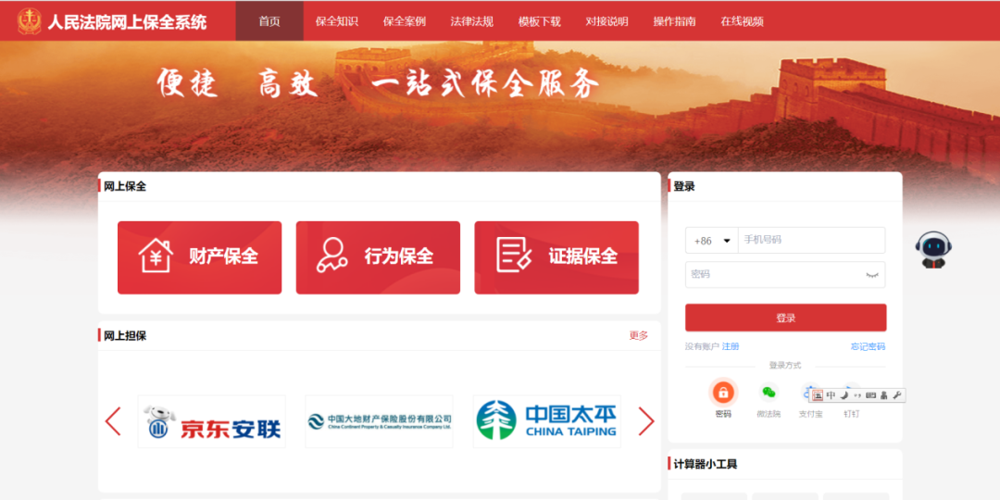 人民法院网上保全系统
首页 保全知识 保全案例 法律法规 模板下载 对接说明 操作指南 在线视频
便捷 高效 一站式保全服务
网上保全
财产保全 行为保全 证据保全
网上担保 更多
京东安联
中国大地财产保险股份有限公司
China Continent Property & Casualty Insurance Company Ltd.
中国太平
CHINA TAIPING
登录
+86 手机号码
密码
登录
没有账户 注册 忘记密码
登录方式
中
密码 微法院 支付宝 钉钉
计算器小工具